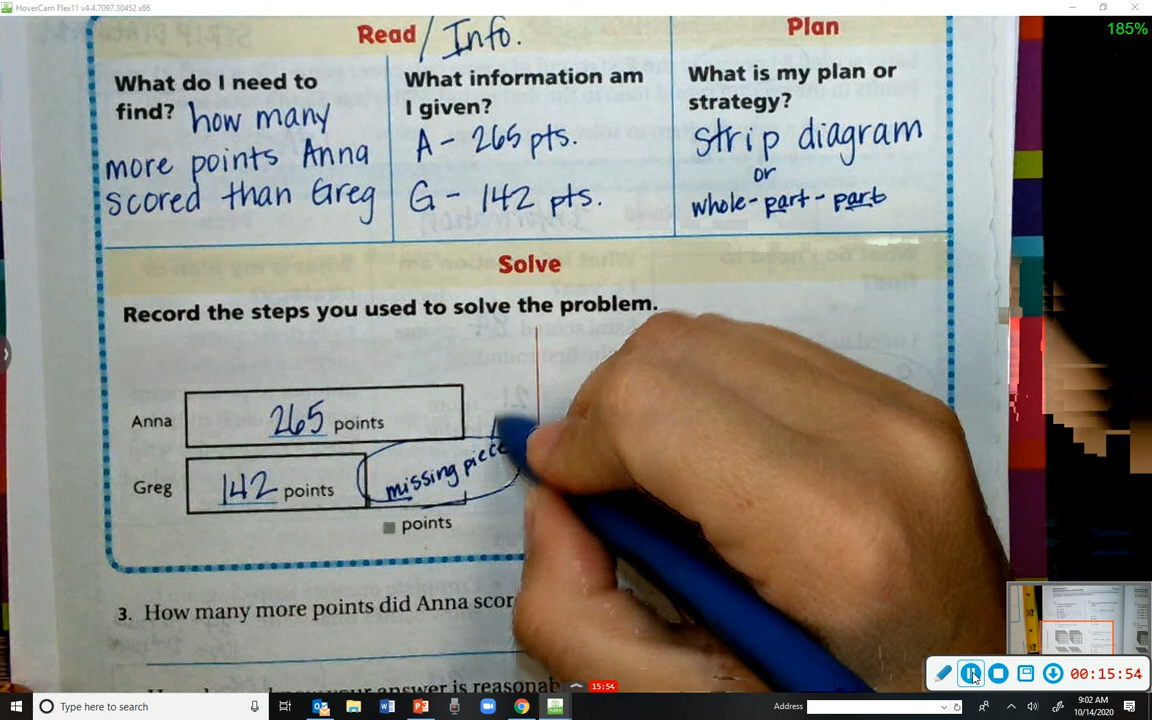 HoverCam Flex11 v4.4.7097.30452 x86
185%
Read / Info.
Plan
What do I need to
find? how many
more points Anna
scored than Greg
What information am
I given?
A - 265 pts.
G - 142 pts.
What is my plan or
strategy?
Strip diagram
or
whole-part-part
Solve
Record the steps you used to solve the problem.
Anna
265 points
Greg
142 points
missing piece
points
3. How many more points did Anna scor
answer is reasonab
00:15:54
15:54
Type here to search
Address
9:02 AM
10/14/2020